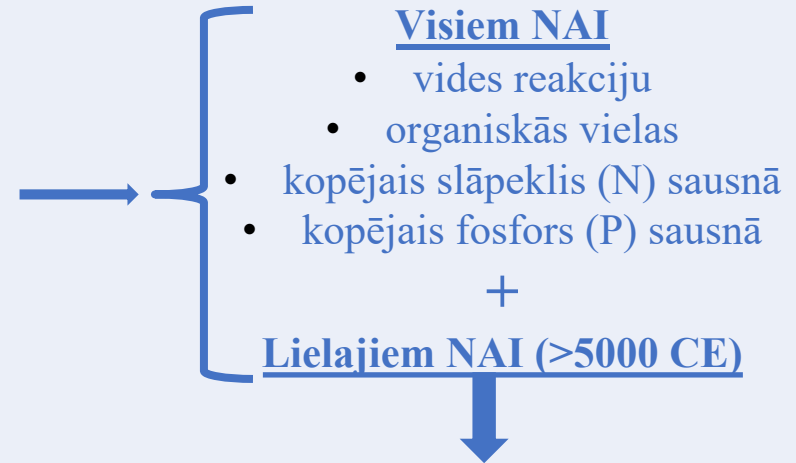 Visiem NAI
• vides reakciju
• organiskās vielas
• kopējais slāpeklis (N) sausnā
• kopējais fosfors (P) sausnā
+
Lielajiem NAI (>5000 CE)